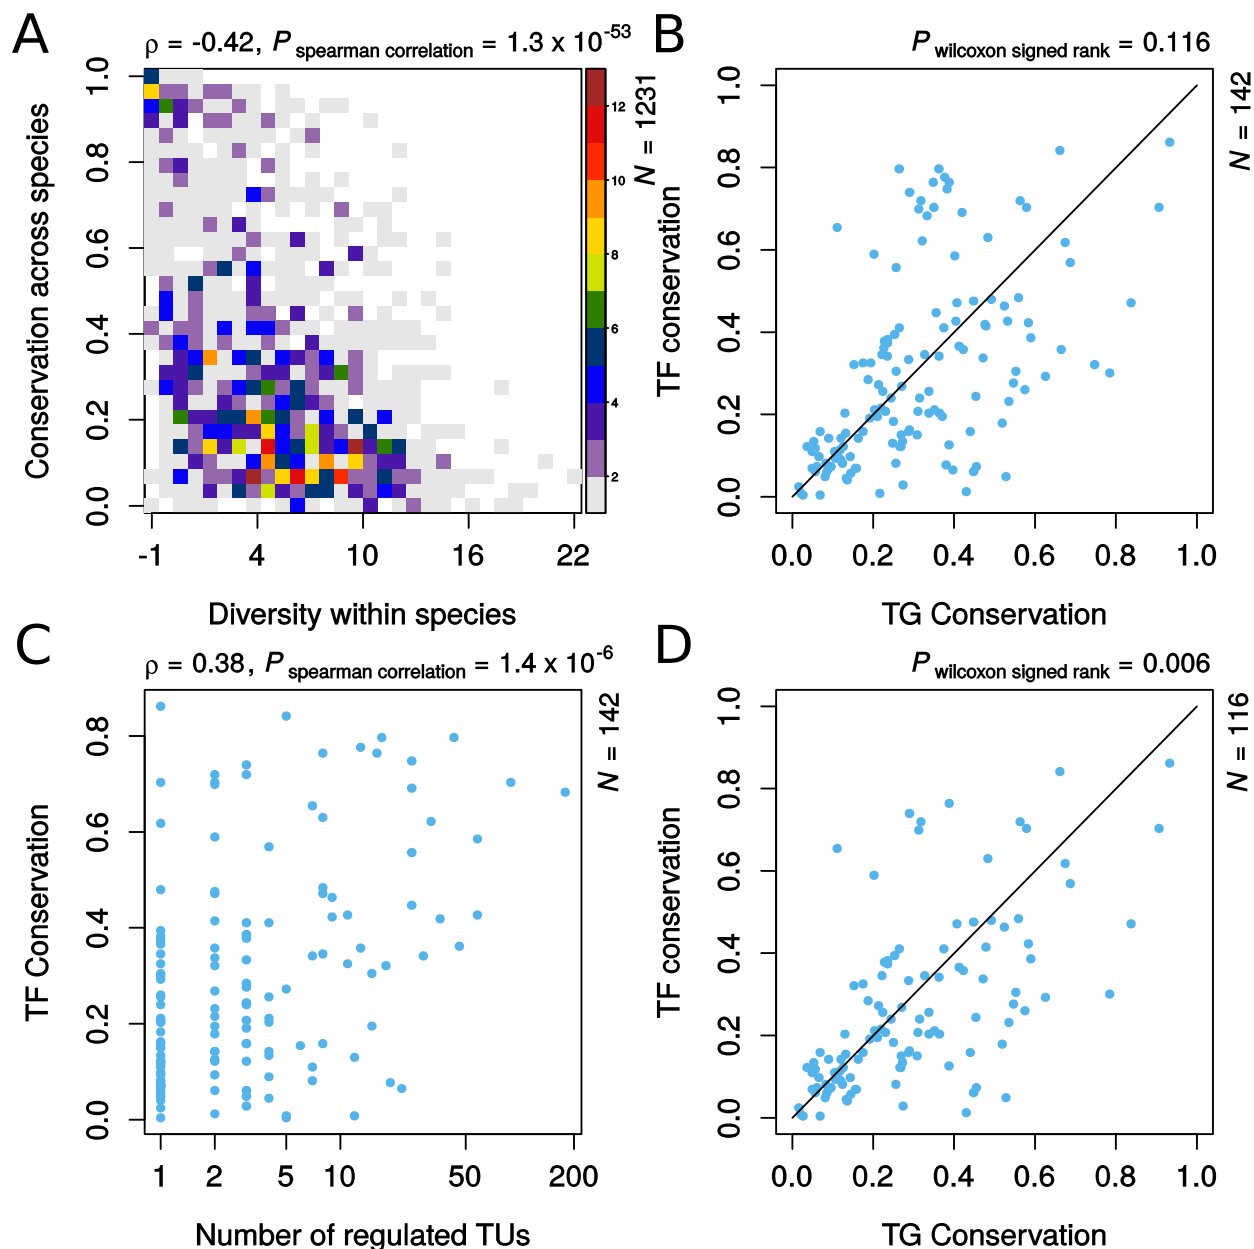 A
ρ = -0.42, P spearman correlation = 1.3 x 10-53
Conservation across species
1.0
0.8
0.6
0.4
0.2
0.0
-1 4 10 16 22
Diversity within species
12
10
8
6
4
2
N = 1231
B
P wilcoxon signed rank = 0.116
TF conservation
1.0
0.8
0.6
0.4
0.2
0.0
0.0 0.2 0.4 0.6 0.8 1.0
TG Conservation
N = 142
C
ρ = 0.38, P spearman correlation = 1.4 x 10-6
TF Conservation
0.8
0.6
0.4
0.2
0.0
1 2 5 10 50 200
Number of regulated TUs
N = 142
D
P wilcoxon signed rank = 0.006
TF conservation
1.0
0.8
0.6
0.4
0.2
0.0
0.0 0.2 0.4 0.6 0.8 1.0
TG Conservation
N = 116